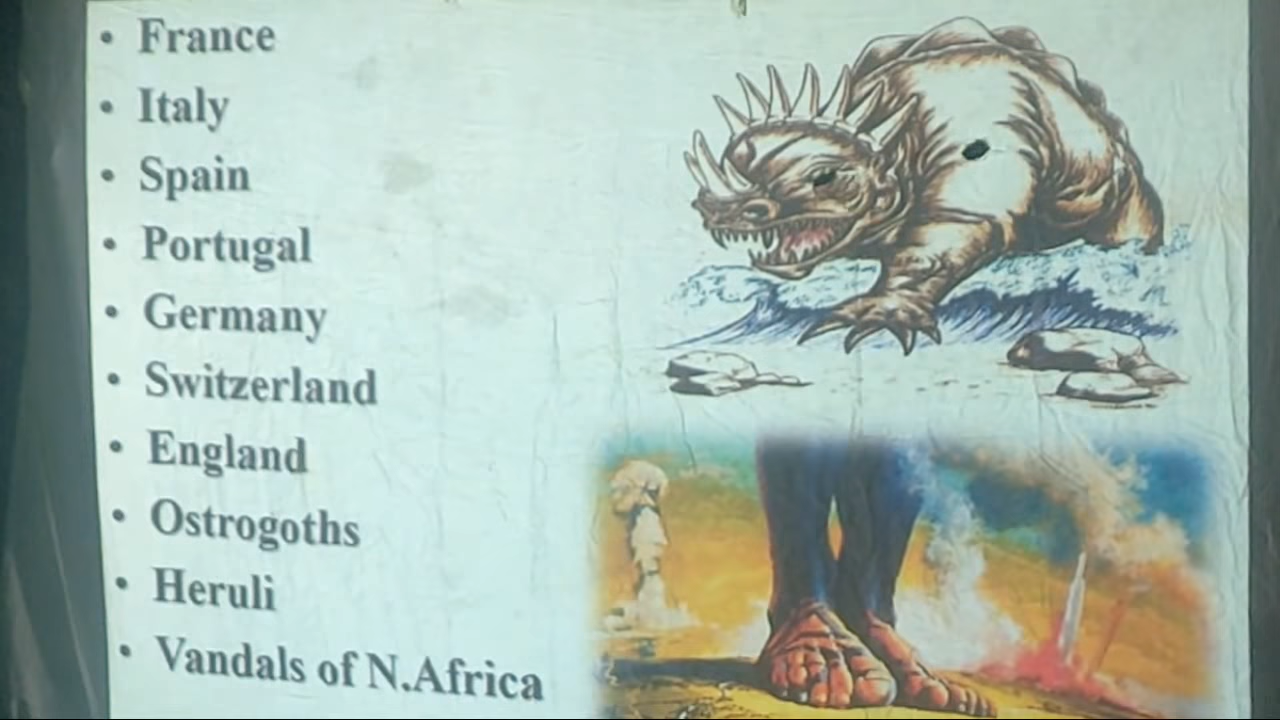 • France
• Italy
• Spain
• Portugal
• Germany
• Switzerland
• England
• Ostrogoths
• Heruli
• Vandals of N.Africa